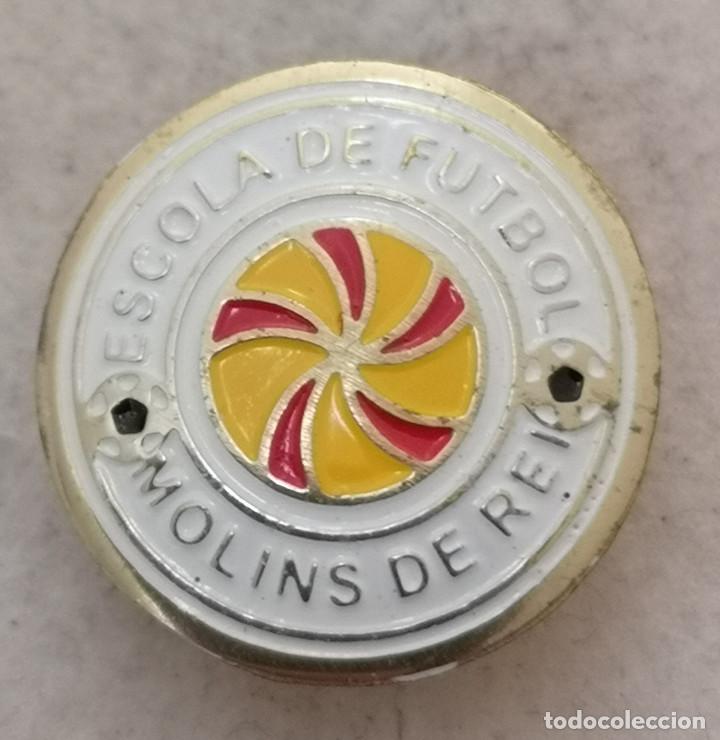 ESCOLA DE FUTBOL
MOLINS DE REI
todocoleccion